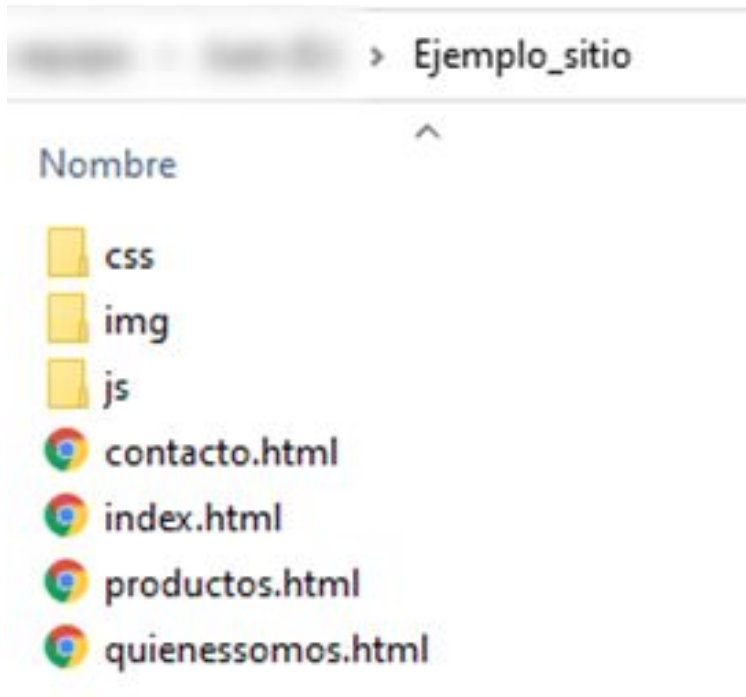 > Ejemplo_sitio
Nombre
css
img
js
contacto.html
index.html
productos.html
quienessomos.html